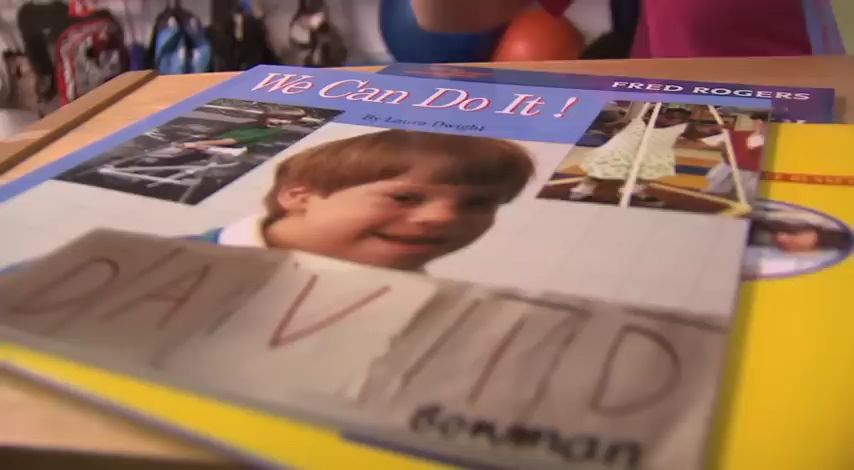 We Can Do It!
By Laura Dwight
FRED ROGERS
DAVID
Bowman